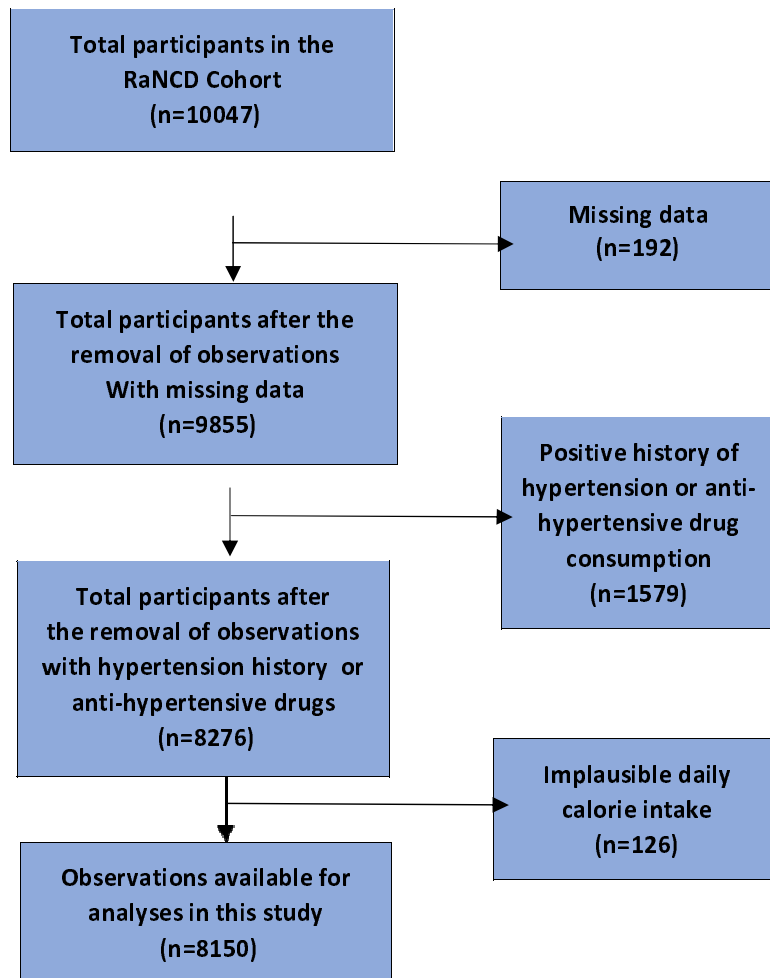 Total participants in the
RaNCD Cohort
(n=10047)
Missing data
(n=192)
Total participants after the
removal of observations
With missing data
(n=9855)
Positive history of
hypertension or anti-
hypertensive drug
consumption
(n=1579)
Total participants after
the removal of observations
with hypertension history or
anti-hypertensive drugs
(n=8276)
Implausible daily
calorie intake
(n=126)
Observations available for
analyses in this study
(n=8150)